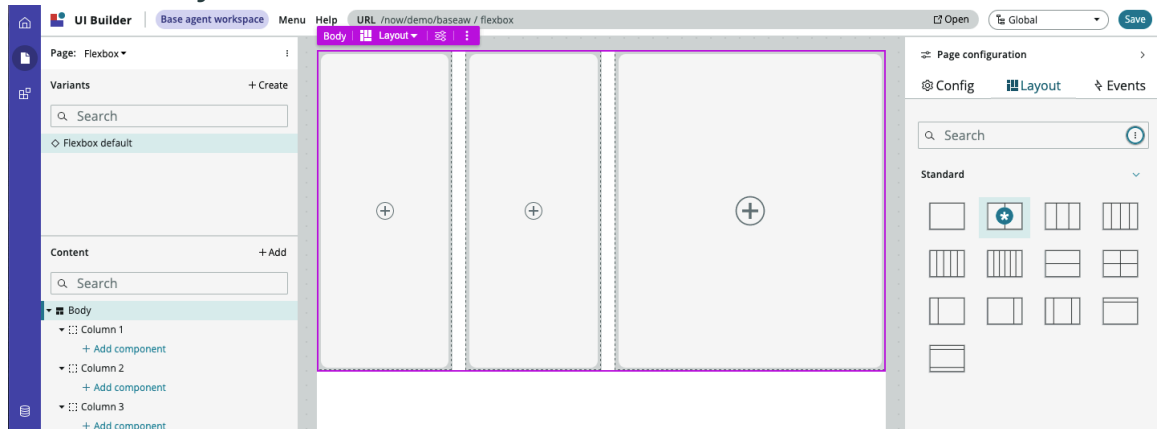 UI Builder
Base agent workspace
Menu
Help
URL /now/demo/baseaw / flexbox
Open
Global
Save
Page: Flexbox
Variants
+ Create
Search
Flexbox default
Content
+ Add
Search
Body
Column 1
+ Add component
Column 2
+ Add component
Column 3
+ Add component
Body
Layout
Page configuration
Config
Layout
Events
Search
Standard